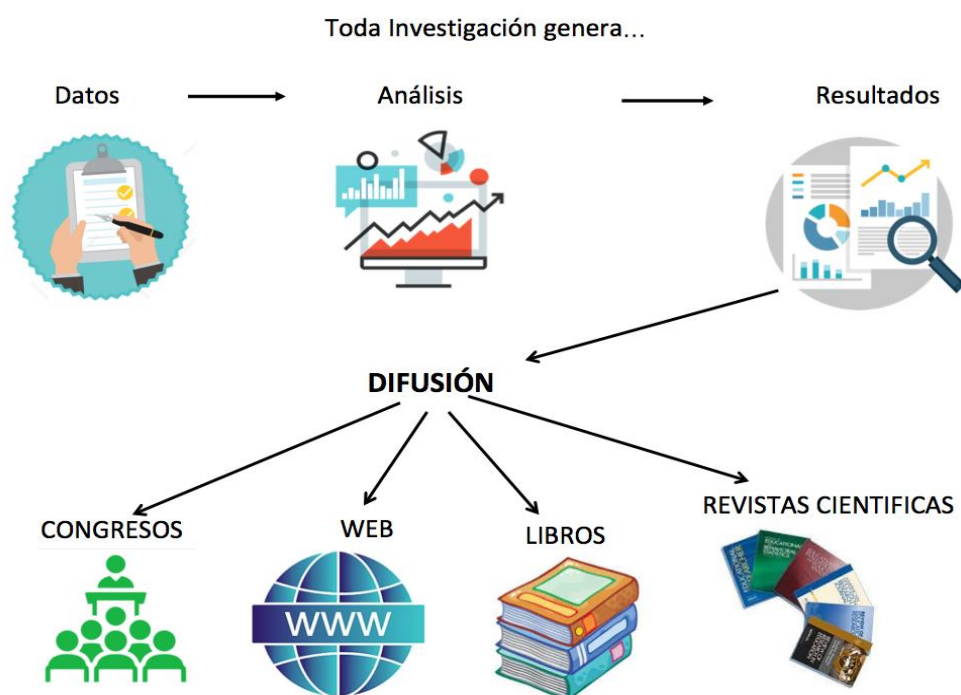 Toda Investigación genera...
Datos
Análisis
Resultados
DIFUSIÓN
CONGRESOS
WEB
LIBROS
REVISTAS CIENTIFICAS
WWW